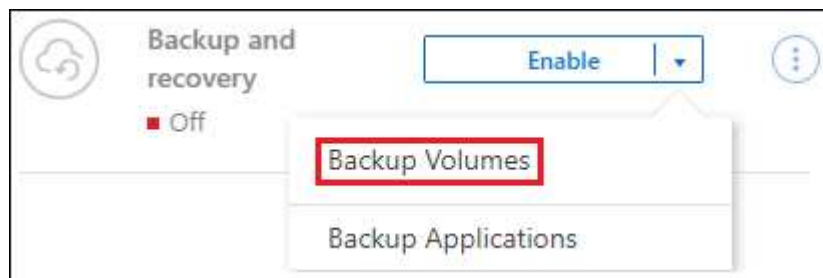 Backup and
recovery
Off
Enable
Backup Volumes
Backup Applications